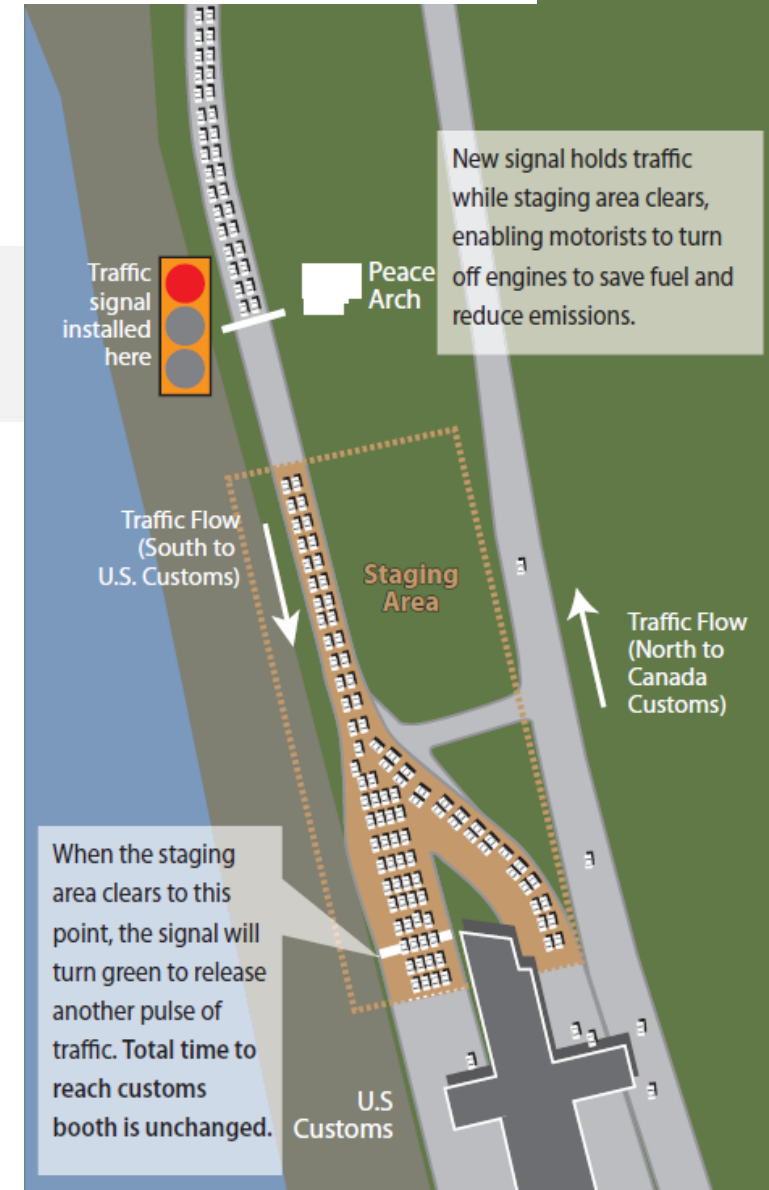 New signal holds traffic
while staging area clears,
enabling motorists to turn
off engines to save fuel and
reduce emissions.
Traffic
signal
installed
here
Peace
Arch
Traffic Flow
(South to
U.S. Customs)
Staging
Area
Traffic Flow
(North to
Canada
Customs)
When the staging
area clears to this
point, the signal will
turn green to release
another pulse of
traffic. Total time to
reach customs
booth is unchanged.
U.S
Customs